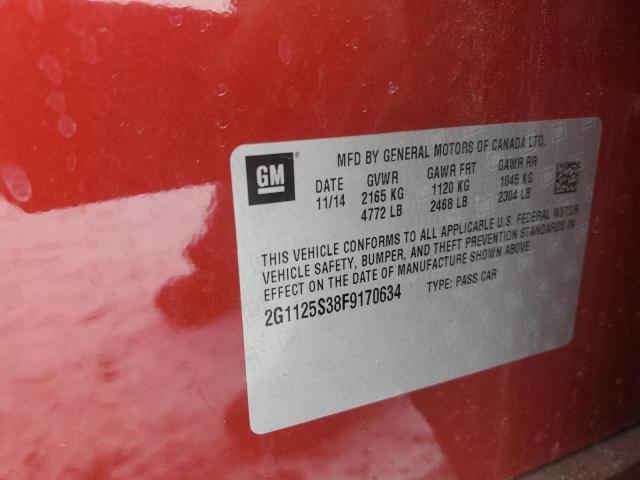 GM
MFD BY GENERAL MOTORS OF CANADA LTD.
DATE GVWR GAWR FRT GAWR RR
11/14 2165 KG 1120 KG 1045 KG
4772 LB 2468 LB 2304 LB
THIS VEHICLE CONFORMS TO ALL APPLICABLE U.S. FEDERAL MOTOR
VEHICLE SAFETY, BUMPER, AND THEFT PREVENTION STANDARDS IN
EFFECT ON THE DATE OF MANUFACTURE SHOWN ABOVE.
2G1125S38F9170634 TYPE: PASS CAR